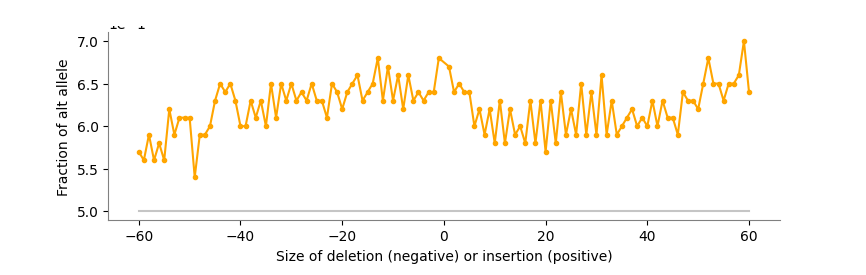 7.0
6.5
6.0
5.5
5.0
Fraction of alt allele
−60 −40 −20 0 20 40 60
Size of deletion (negative) or insertion (positive)